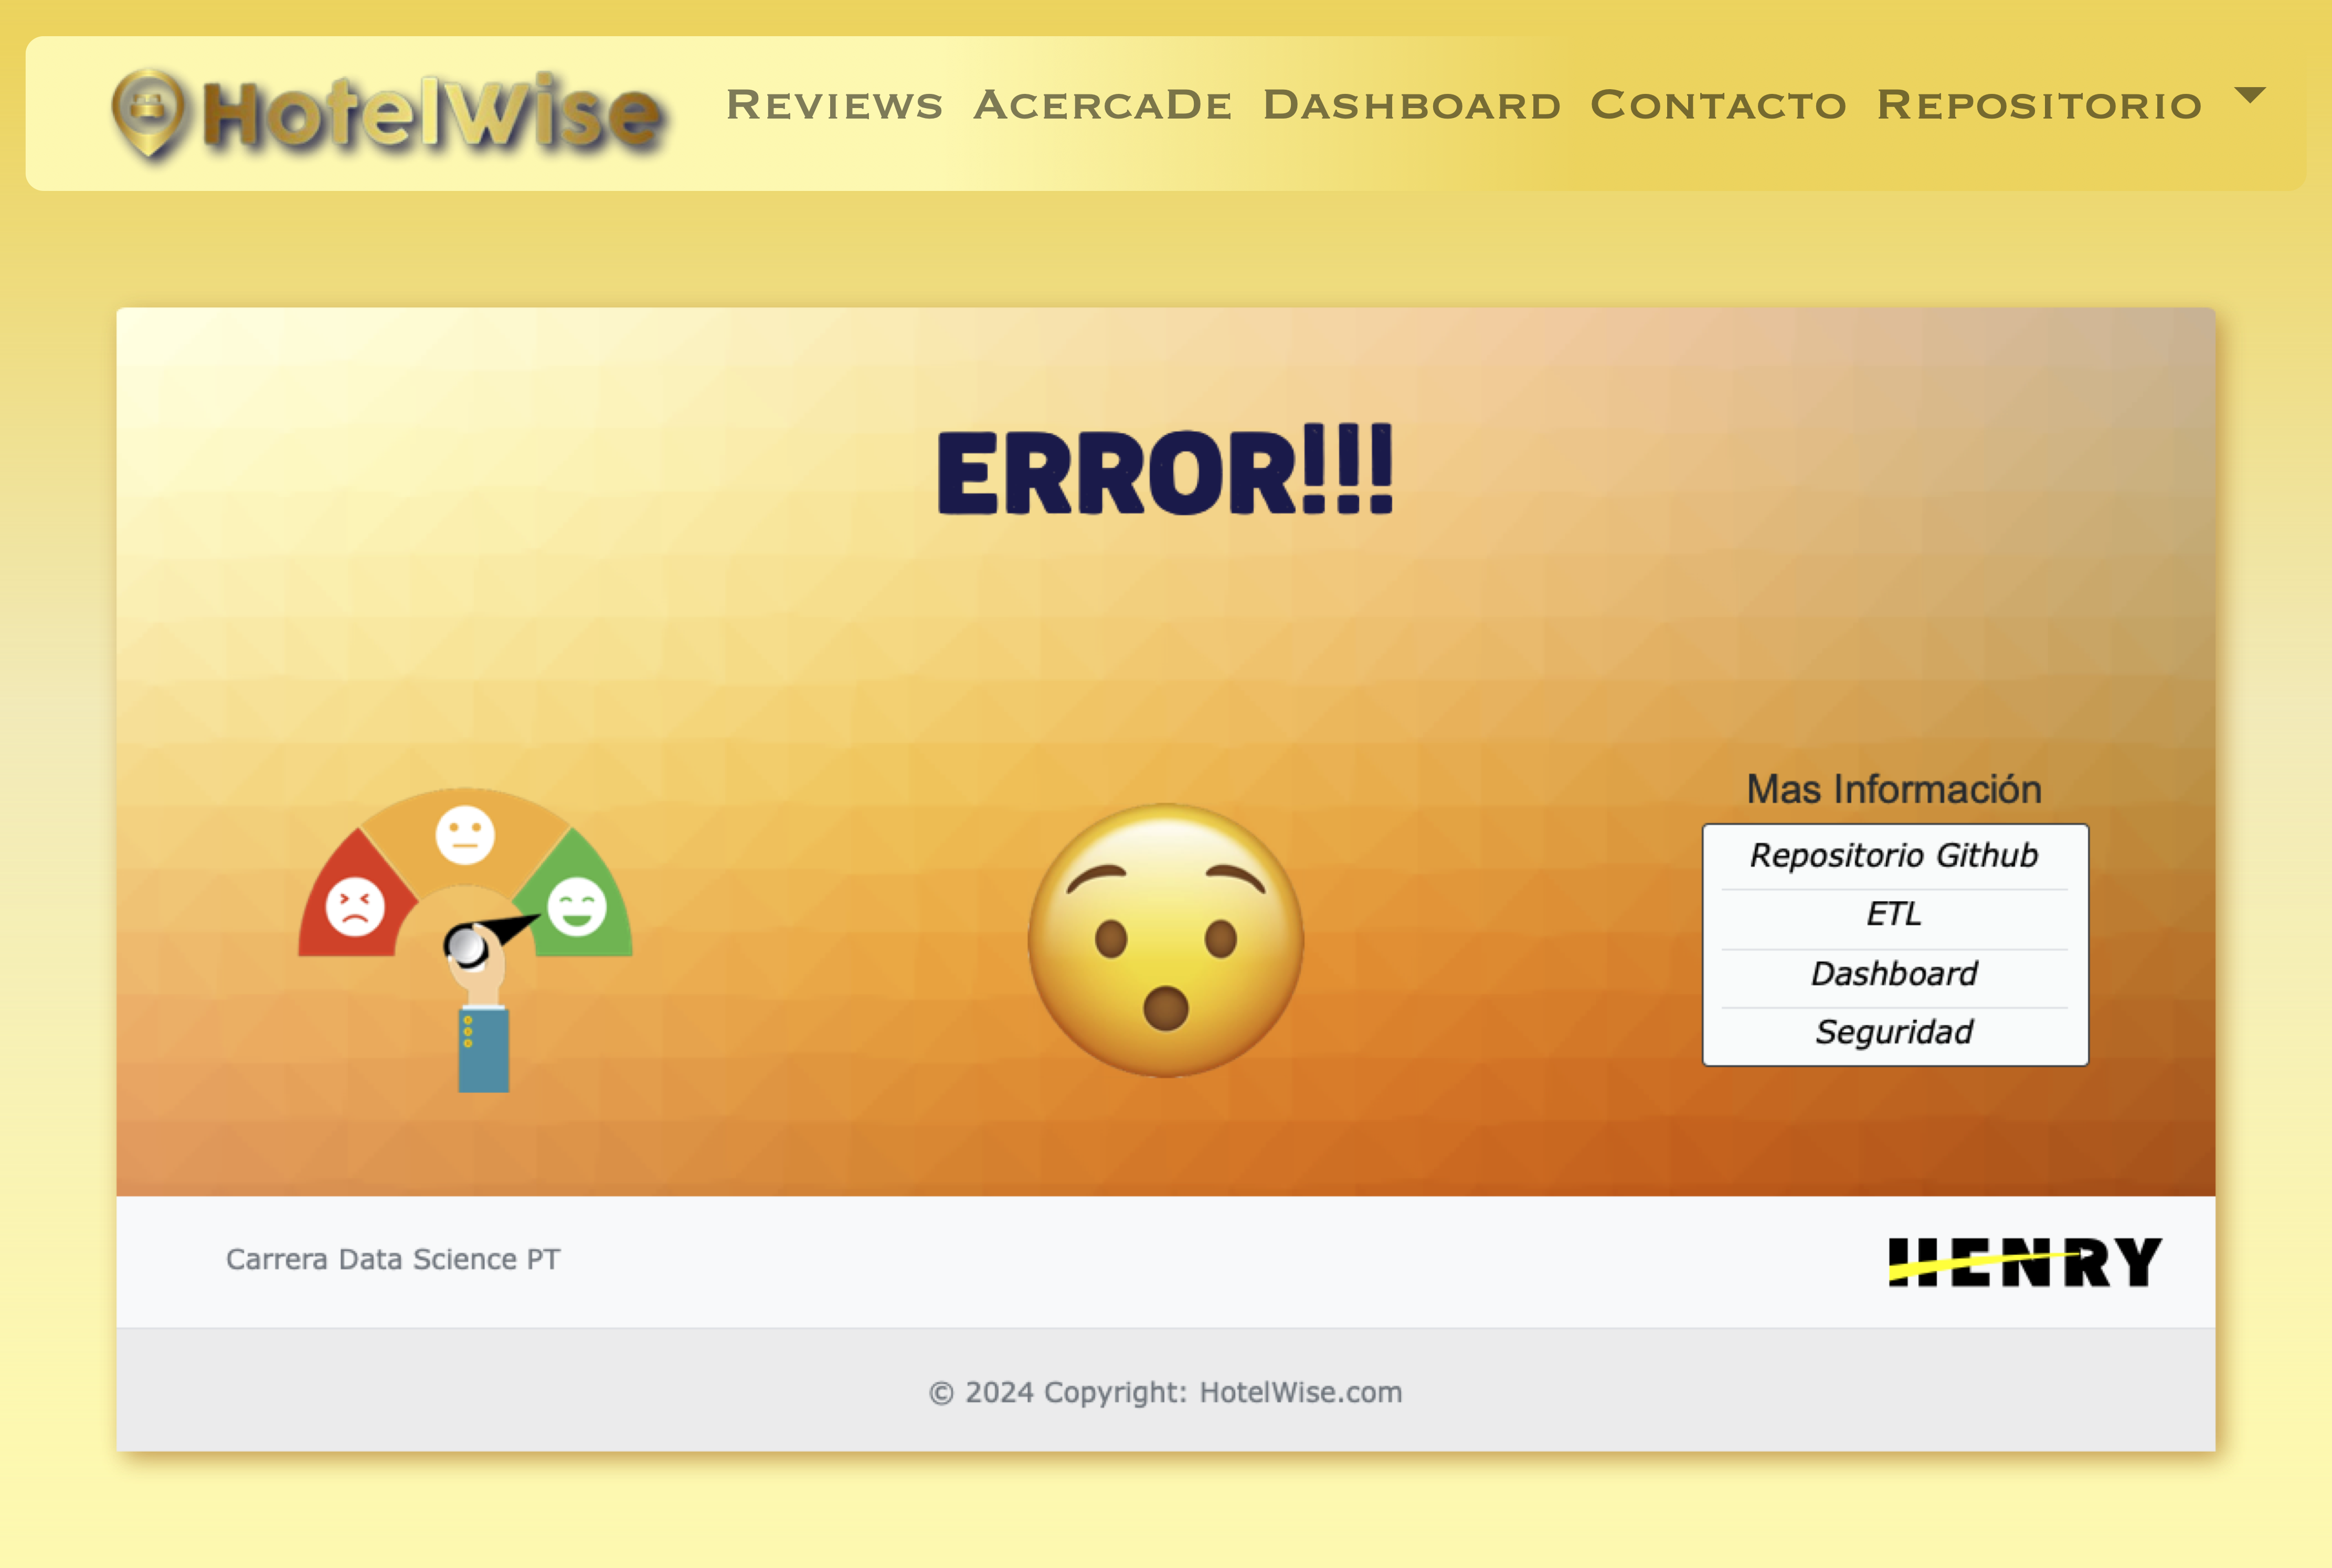 HotelWise
Reviews AcercaDe Dashboard Contacto Repositorio
ERROR!!!
Mas Información
Repositorio Github
ETL
Dashboard
Seguridad
Carrera Data Science PT
HENRY
© 2024 Copyright: HotelWise.com